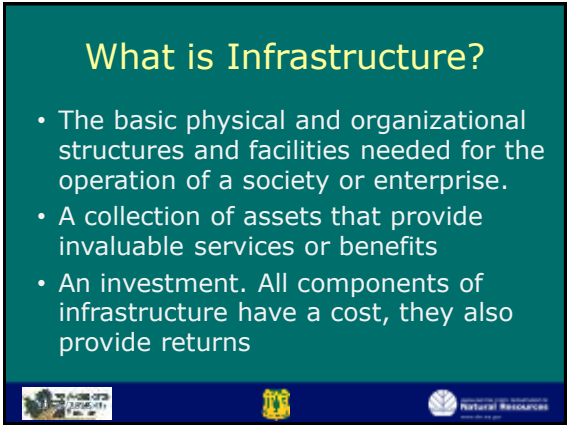 What is Infrastructure?
• The basic physical and organizational
structures and facilities needed for the
operation of a society or enterprise.
• A collection of assets that provide
invaluable services or benefits
• An investment. All components of
infrastructure have a cost, they also
provide returns
Natural Resources